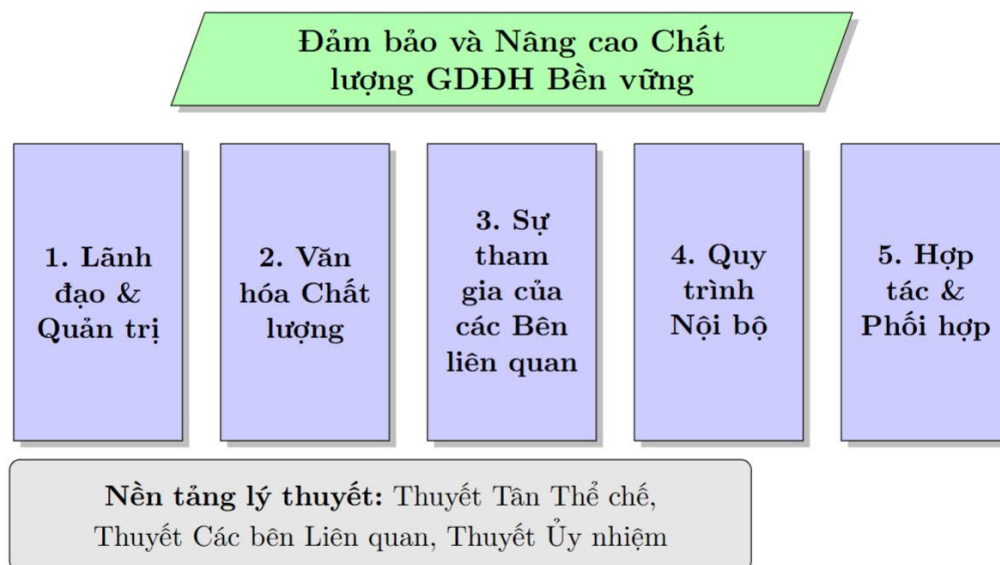 Đảm bảo và Nâng cao Chất
lượng GDĐH Bền vững
1. Lãnh
đạo &
Quản trị
2. Văn
hóa Chất
lượng
3. Sự
tham
gia của
các Bên
liên quan
4. Quy
trình
Nội bộ
5. Hợp
tác &
Phối hợp
Nền tảng lý thuyết: Thuyết Tân Thể chế,
Thuyết Các bên Liên quan, Thuyết Ủy nhiệm